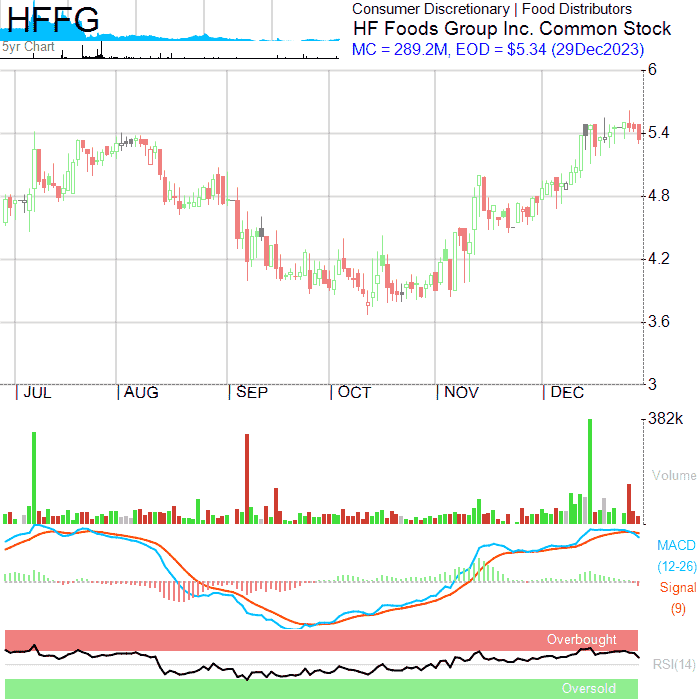 HFFG
5yr Chart
Consumer Discretionary | Food Distributors
HF Foods Group Inc. Common Stock
MC = 289.2M, EOD = $5.34 (29Dec2023)
6
5.4
4.8
4.2
3.6
3
JUL AUG SEP OCT NOV DEC
382k
Volume
MACD
(12-26)
Signal
(9)
Overbought
RSI(14)
Oversold